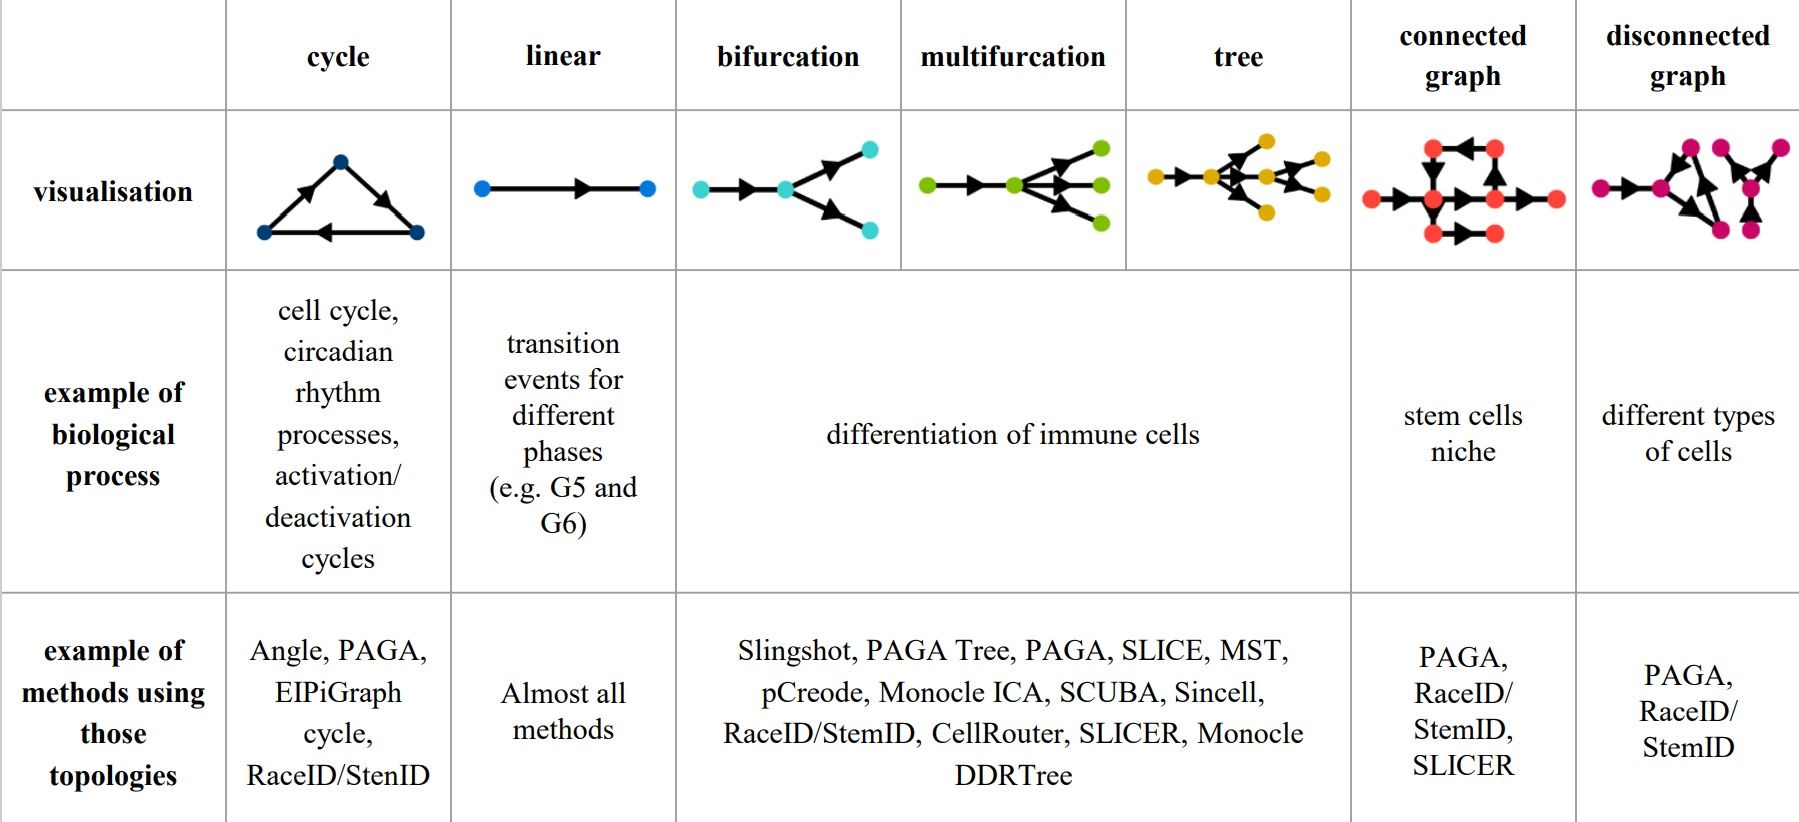 cycle
linear
bifurcation
multifurcation
tree
connected
graph
disconnected
graph
visualisation
example of
biological
process
cell cycle,
circadian
rhythm
processes,
activation/
deactivation
cycles
transition
events for
different
phases
(e.g. G5 and
G6)
differentiation of immune cells
stem cells
niche
different types
of cells
example of
methods using
those
topologies
Angle, PAGA,
EIPiGraph
cycle,
RaceID/StenID
Almost all
methods
Slingshot, PAGA Tree, PAGA, SLICE, MST,
pCreode, Monocle ICA, SCUBA, Sincell,
RaceID/StemID, CellRouter, SLICER, Monocle
DDRTree
PAGA,
RaceID/
StemID,
SLICER
PAGA,
RaceID/
StemID